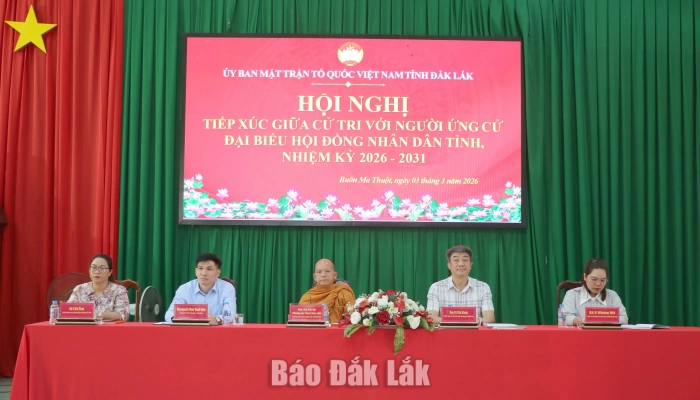 ỦY BAN MẶT TRẬN TỔ QUỐC VIỆT NAM TỈNH ĐẮK LẮK
HỘI NGHỊ
TIẾP XÚC GIỮA CỬ TRI VỚI NGƯỜI ỨNG CỬ
ĐẠI BIỂU HỘI ĐỒNG NHÂN DÂN TỈNH,
NHIỆM KỲ 2026 - 2031
Buôn Ma Thuột, ngày 03 tháng 3 năm 2026
Báo Đắk Lắk